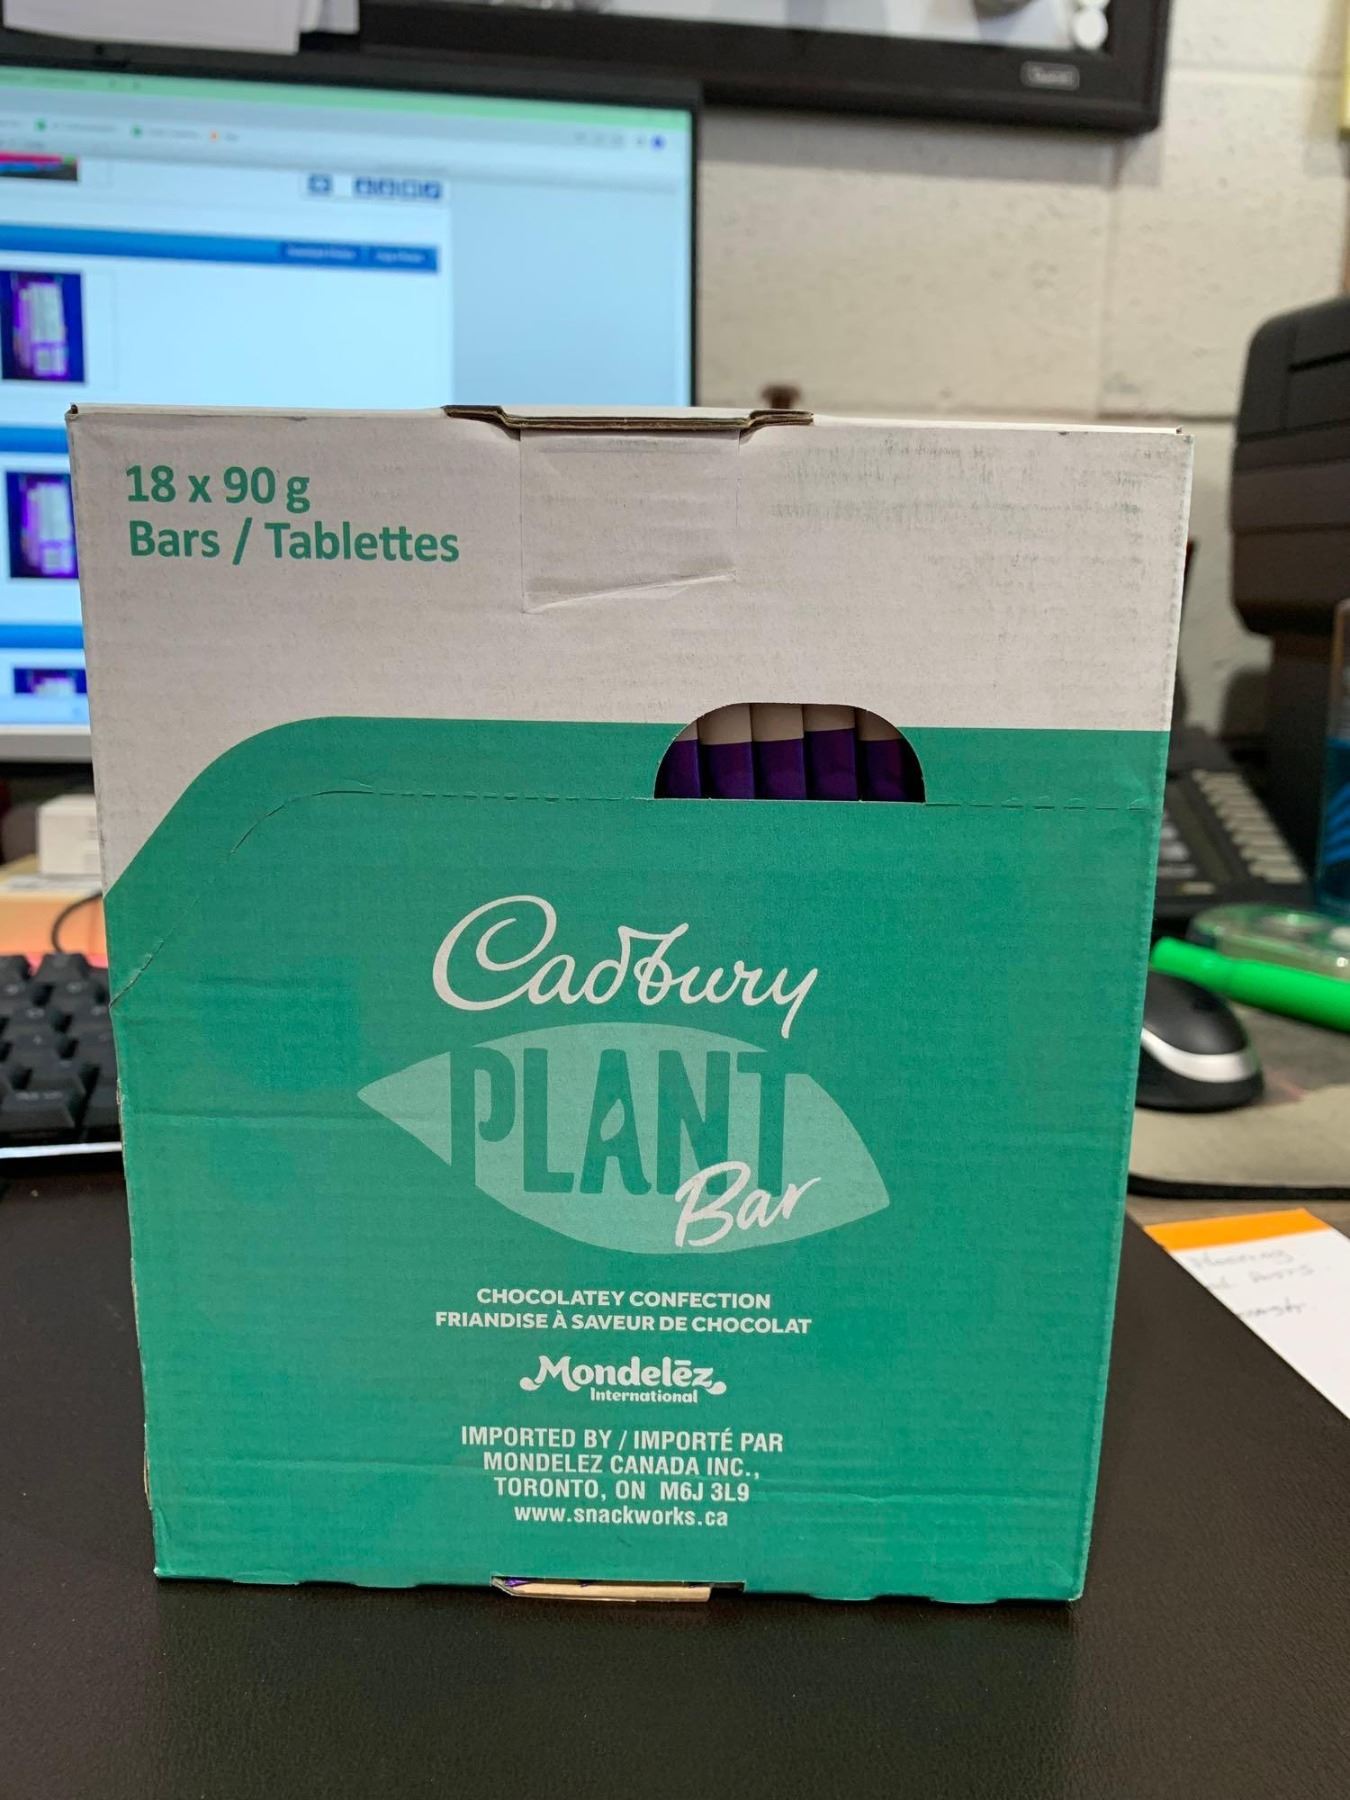 18 x 90 g
Bars / Tablettes
Cadbury
PLANT
Bar
CHOCOLATEY CONFECTION
FRIANDISE À SAVEUR DE CHOCOLAT
Mondelēz
International
IMPORTED BY / IMPORTÉ PAR
MONDELEZ CANADA INC.,
TORONTO, ON M6J 3L9
www.snackworks.ca